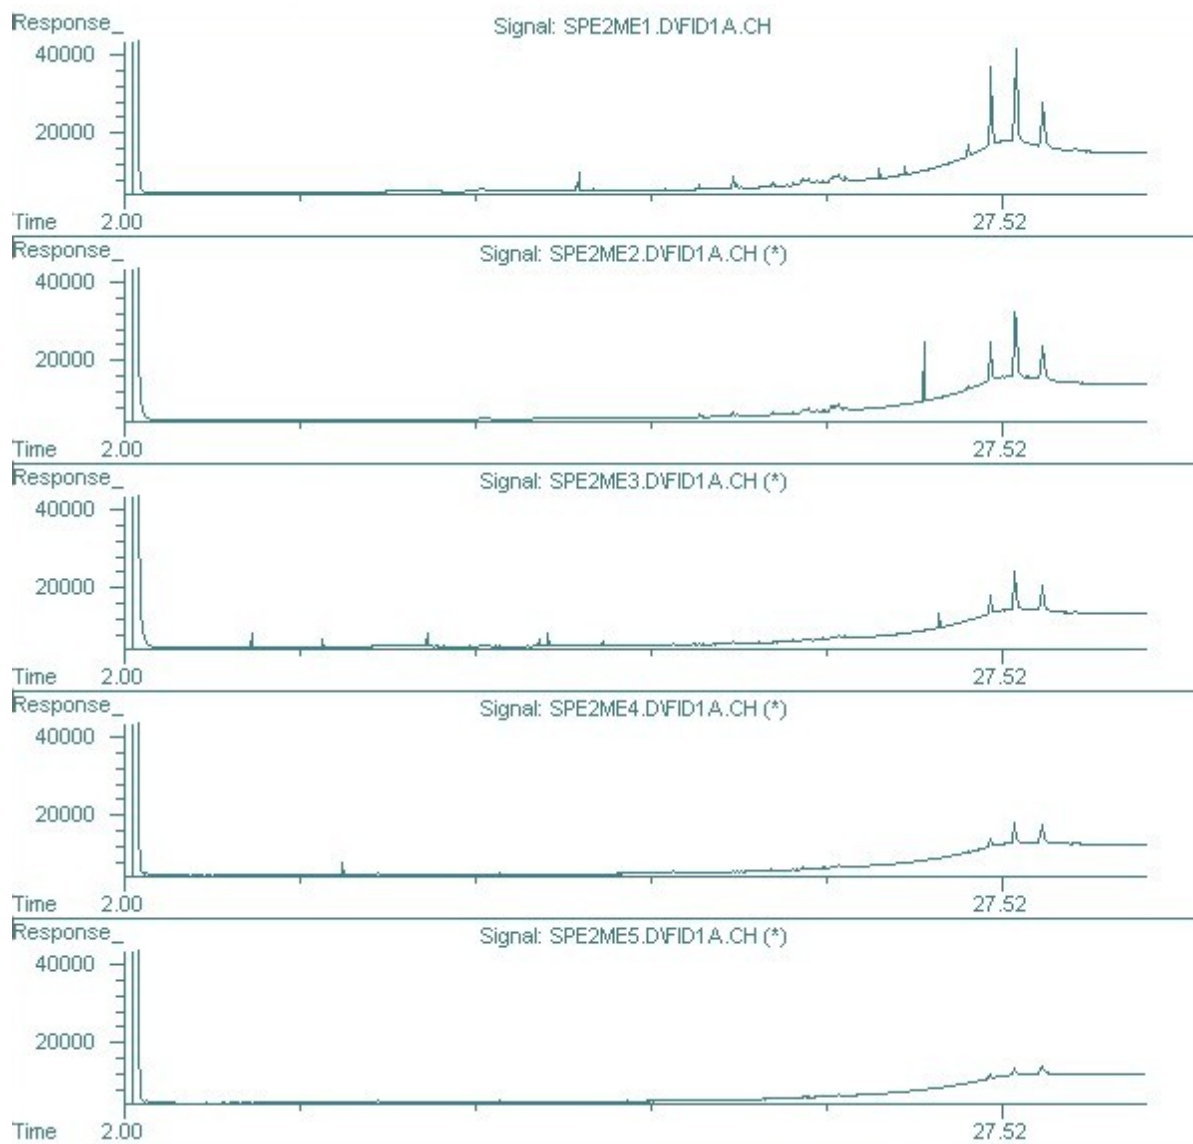 Response_
Signal: SPE2ME1.D\FID1A.CH
40000
20000
Time 2.00 27.52
Response_
Signal: SPE2ME2.D\FID1A.CH (*)
40000
20000
Time 2.00 27.52
Response_
Signal: SPE2ME3.D\FID1A.CH (*)
40000
20000
Time 2.00 27.52
Response_
Signal: SPE2ME4.D\FID1A.CH (*)
40000
20000
Time 2.00 27.52
Response_
Signal: SPE2ME5.D\FID1A.CH (*)
40000
20000
Time 2.00 27.52